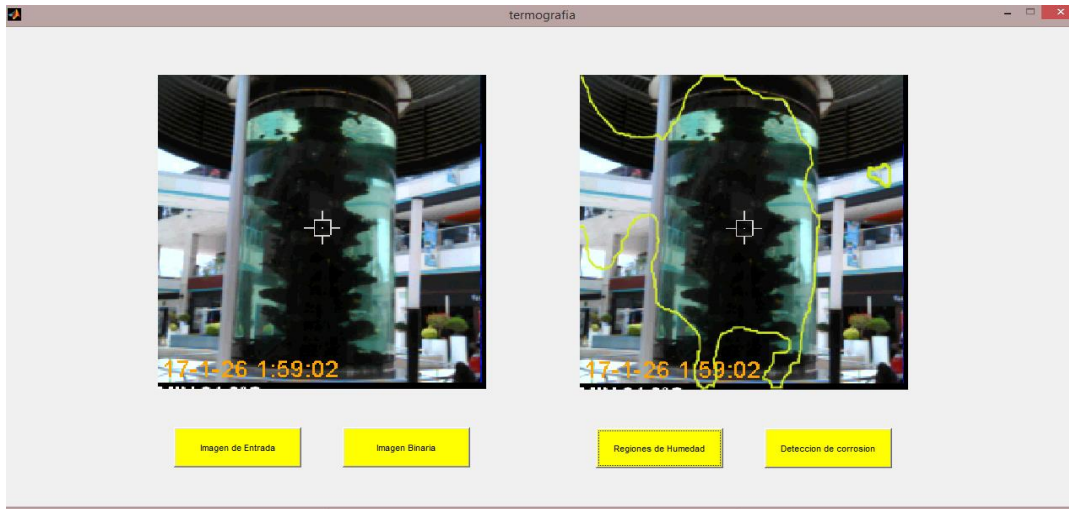 termografia
17-1-26 1:59:02
17-1-26 1:59:02
Imagen de Entrada
Imagen Binaria
Regiones de Humedad
Deteccion de corrosion